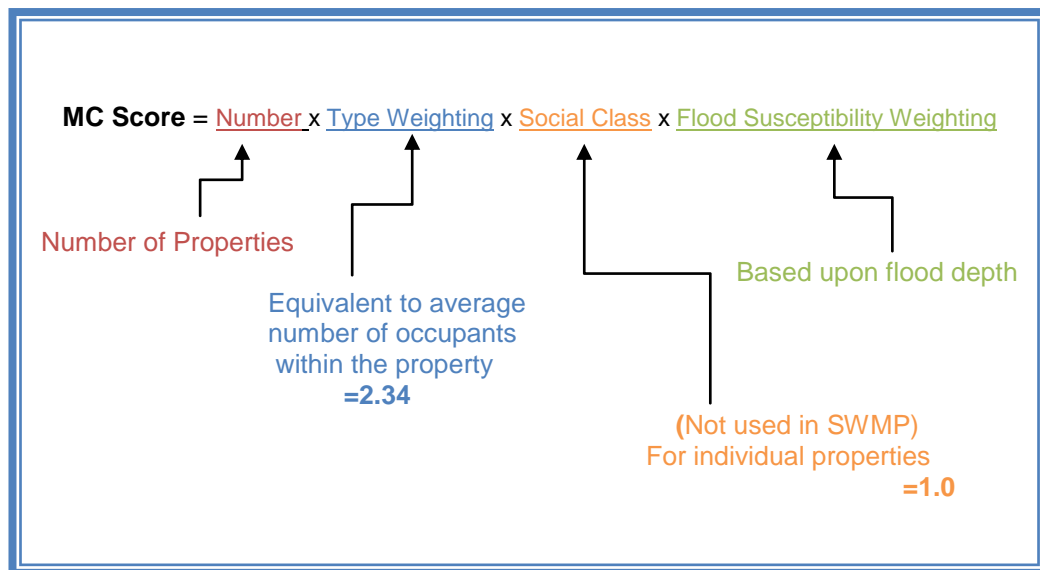 MC Score = Number x Type Weighting x Social Class x Flood Susceptibility Weighting
Number of Properties
Based upon flood depth
Equivalent to average
number of occupants
within the property
=2.34
(Not used in SWMP)
For individual properties
=1.0